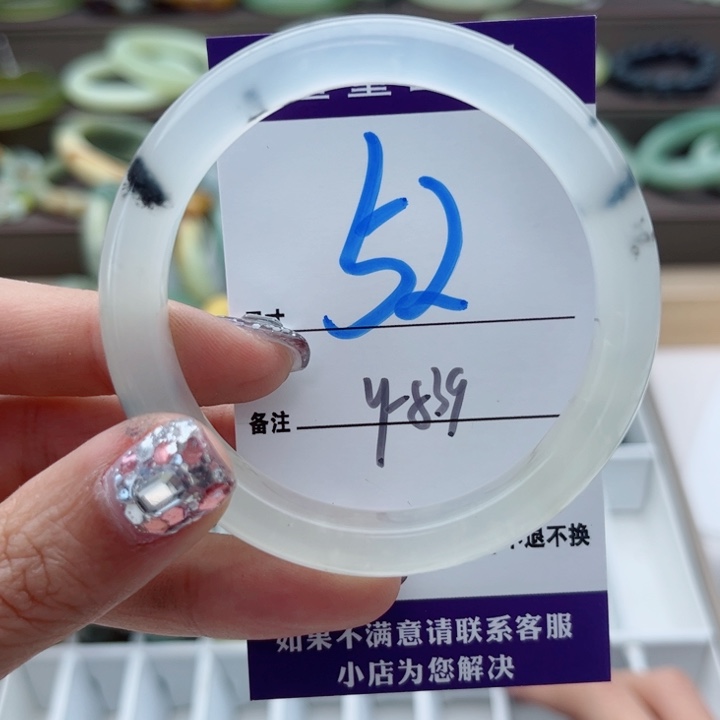 52
尺寸
备注 y-839
退不换
如果不满意请联系客服
小店为您解决